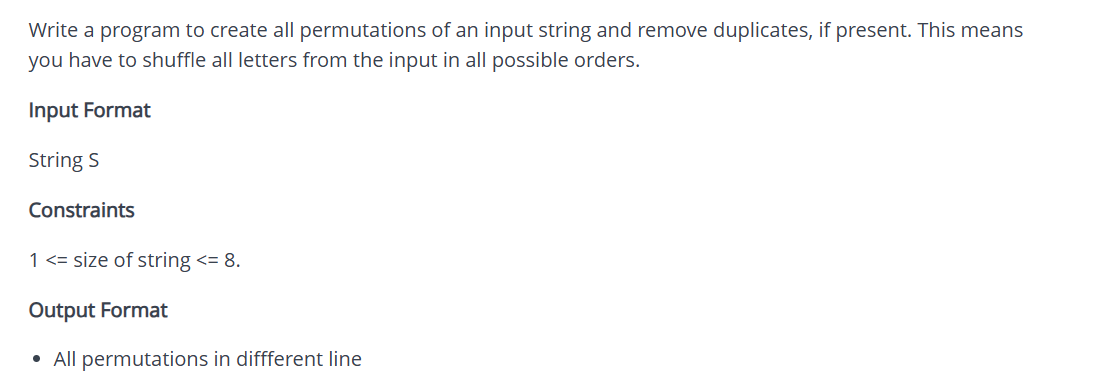 Write a program to create all permutations of an input string and remove duplicates, if present. This means
you have to shuffle all letters from the input in all possible orders.
Input Format
String S
Constraints
1 <= size of string <= 8.
Output Format
• All permutations in diffferent line